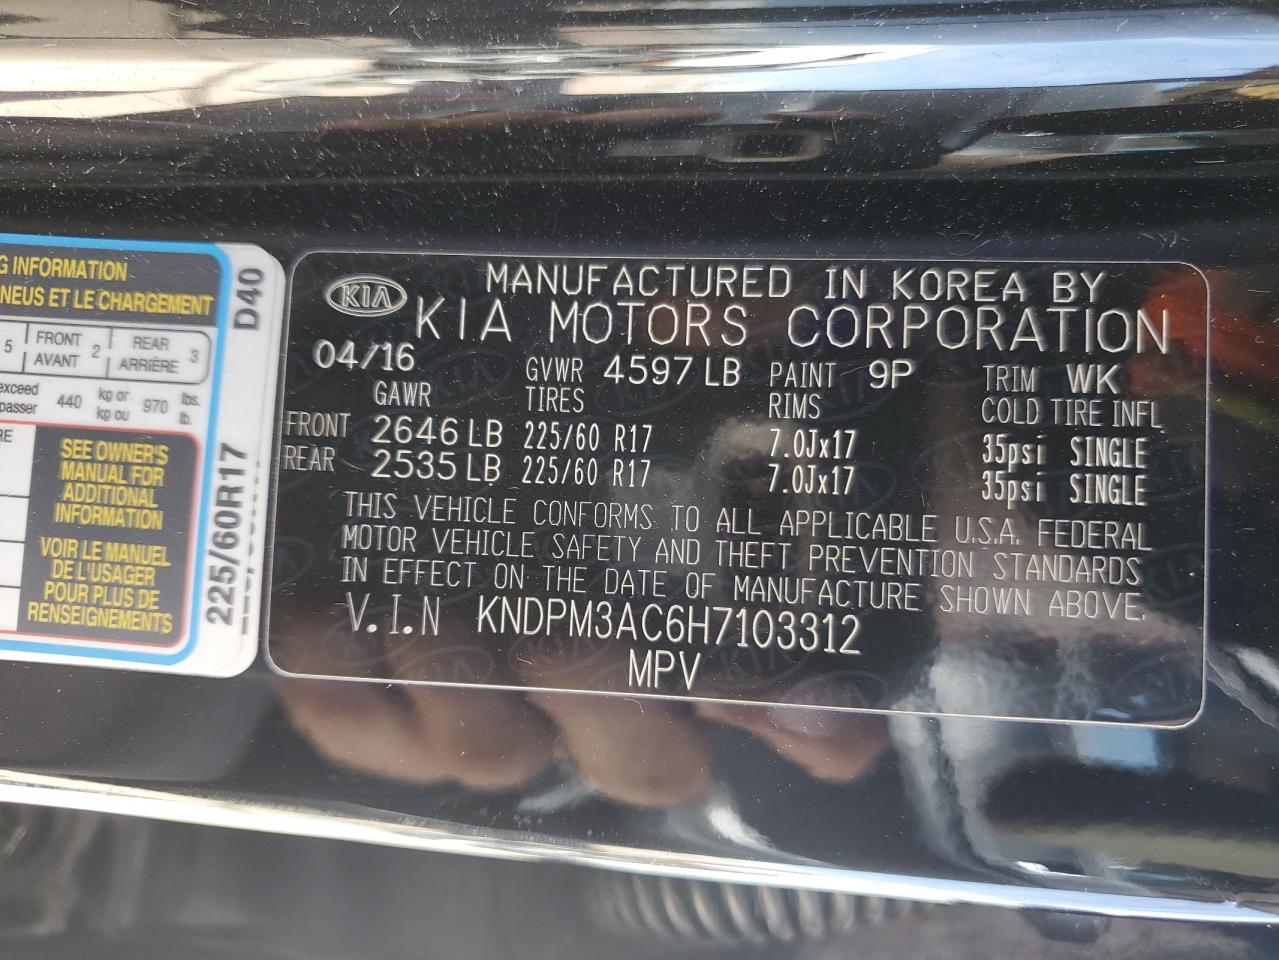 G INFORMATION
NEUS ET LE CHARGEMENT
5 FRONT AVANT 2 REAR ARRIÈRE 3
exceed
passer 440 kg or kg ou 970 lbs. lb.
RE
SEE OWNER'S
MANUAL FOR
ADDITIONAL
INFORMATION
VOIR LE MANUEL
DE L'USAGER
POUR PLUS DE
RENSEIGNEMENTS
225/60R17 D40
KIA
MANUFACTURED IN KOREA BY
KIA MOTORS CORPORATION
04/16 GVWR 4597 LB PAINT 9P TRIM WK
GAWR TIRES RIMS COLD TIRE INFL
FRONT 2646 LB 225/60 R17 7.0Jx17 35psi SINGLE
REAR 2535 LB 225/60 R17 7.0Jx17 35psi SINGLE
THIS VEHICLE CONFORMS TO ALL APPLICABLE U.S.A. FEDERAL
MOTOR VEHICLE SAFETY AND THEFT PREVENTION STANDARDS
IN EFFECT ON THE DATE OF MANUFACTURE SHOWN ABOVE.
V.I.N KNDPM3AC6H7103312
MPV